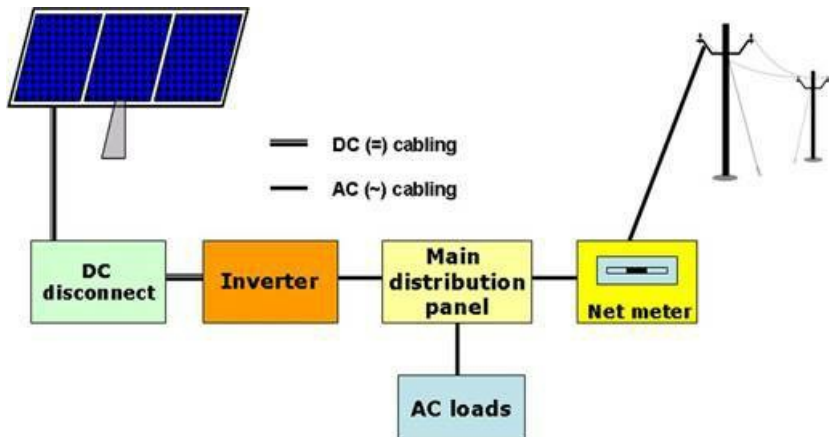 DC (=) cabling
AC (~) cabling
DC
disconnect
Inverter
Main
distribution
panel
Net meter
AC loads